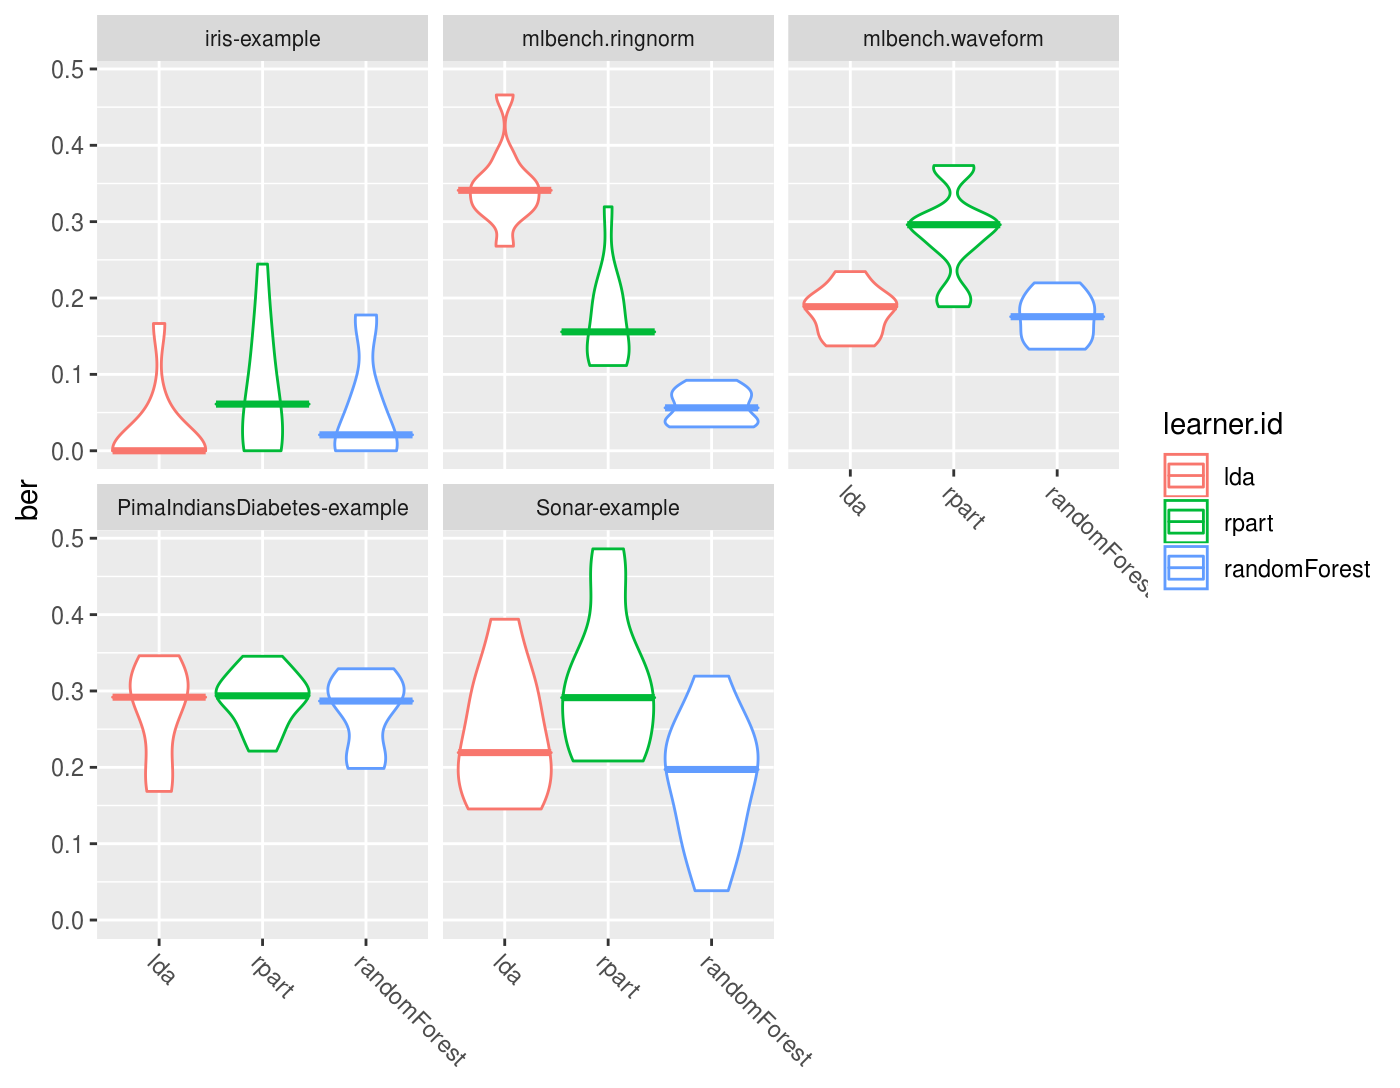 iris-example
mlbench.ringnorm
mlbench.waveform
0.5
0.4
0.3
0.2
0.1
0.0
lda
rpart
randomForest
ber
learner.id
lda
rpart
randomForest
PimaIndiansDiabetes-example
Sonar-example
0.5
0.4
0.3
0.2
0.1
0.0
lda
rpart
randomForest
lda
rpart
randomForest